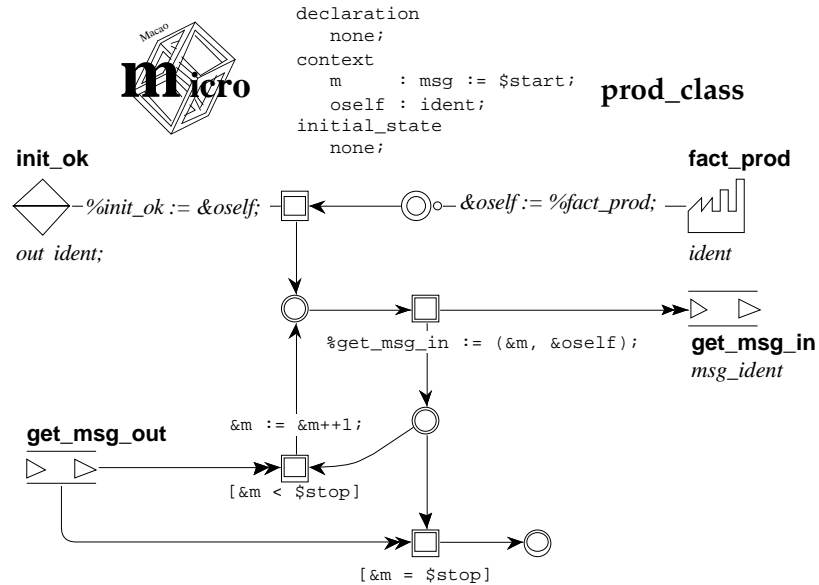 declaration
none;
context
m : msg := $start;
oself : ident;
initial_state
none;
Macao
micro
prod_class
init_ok
fact_prod
%init_ok := &oself;
&oself := %fact_prod;
out ident;
ident
%get_msg_in := (&m, &oself);
get_msg_in
msg_ident
&m := &m++1;
get_msg_out
[&m < $stop]
[&m = $stop]